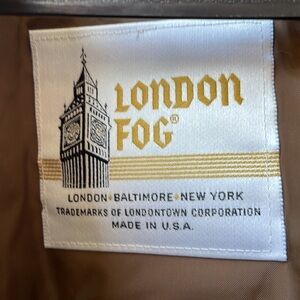 LONDON
FOG®
LONDON·BALTIMORE·NEW YORK
TRADEMARKS OF LONDONTOWN CORPORATION
MADE IN U.S.A.